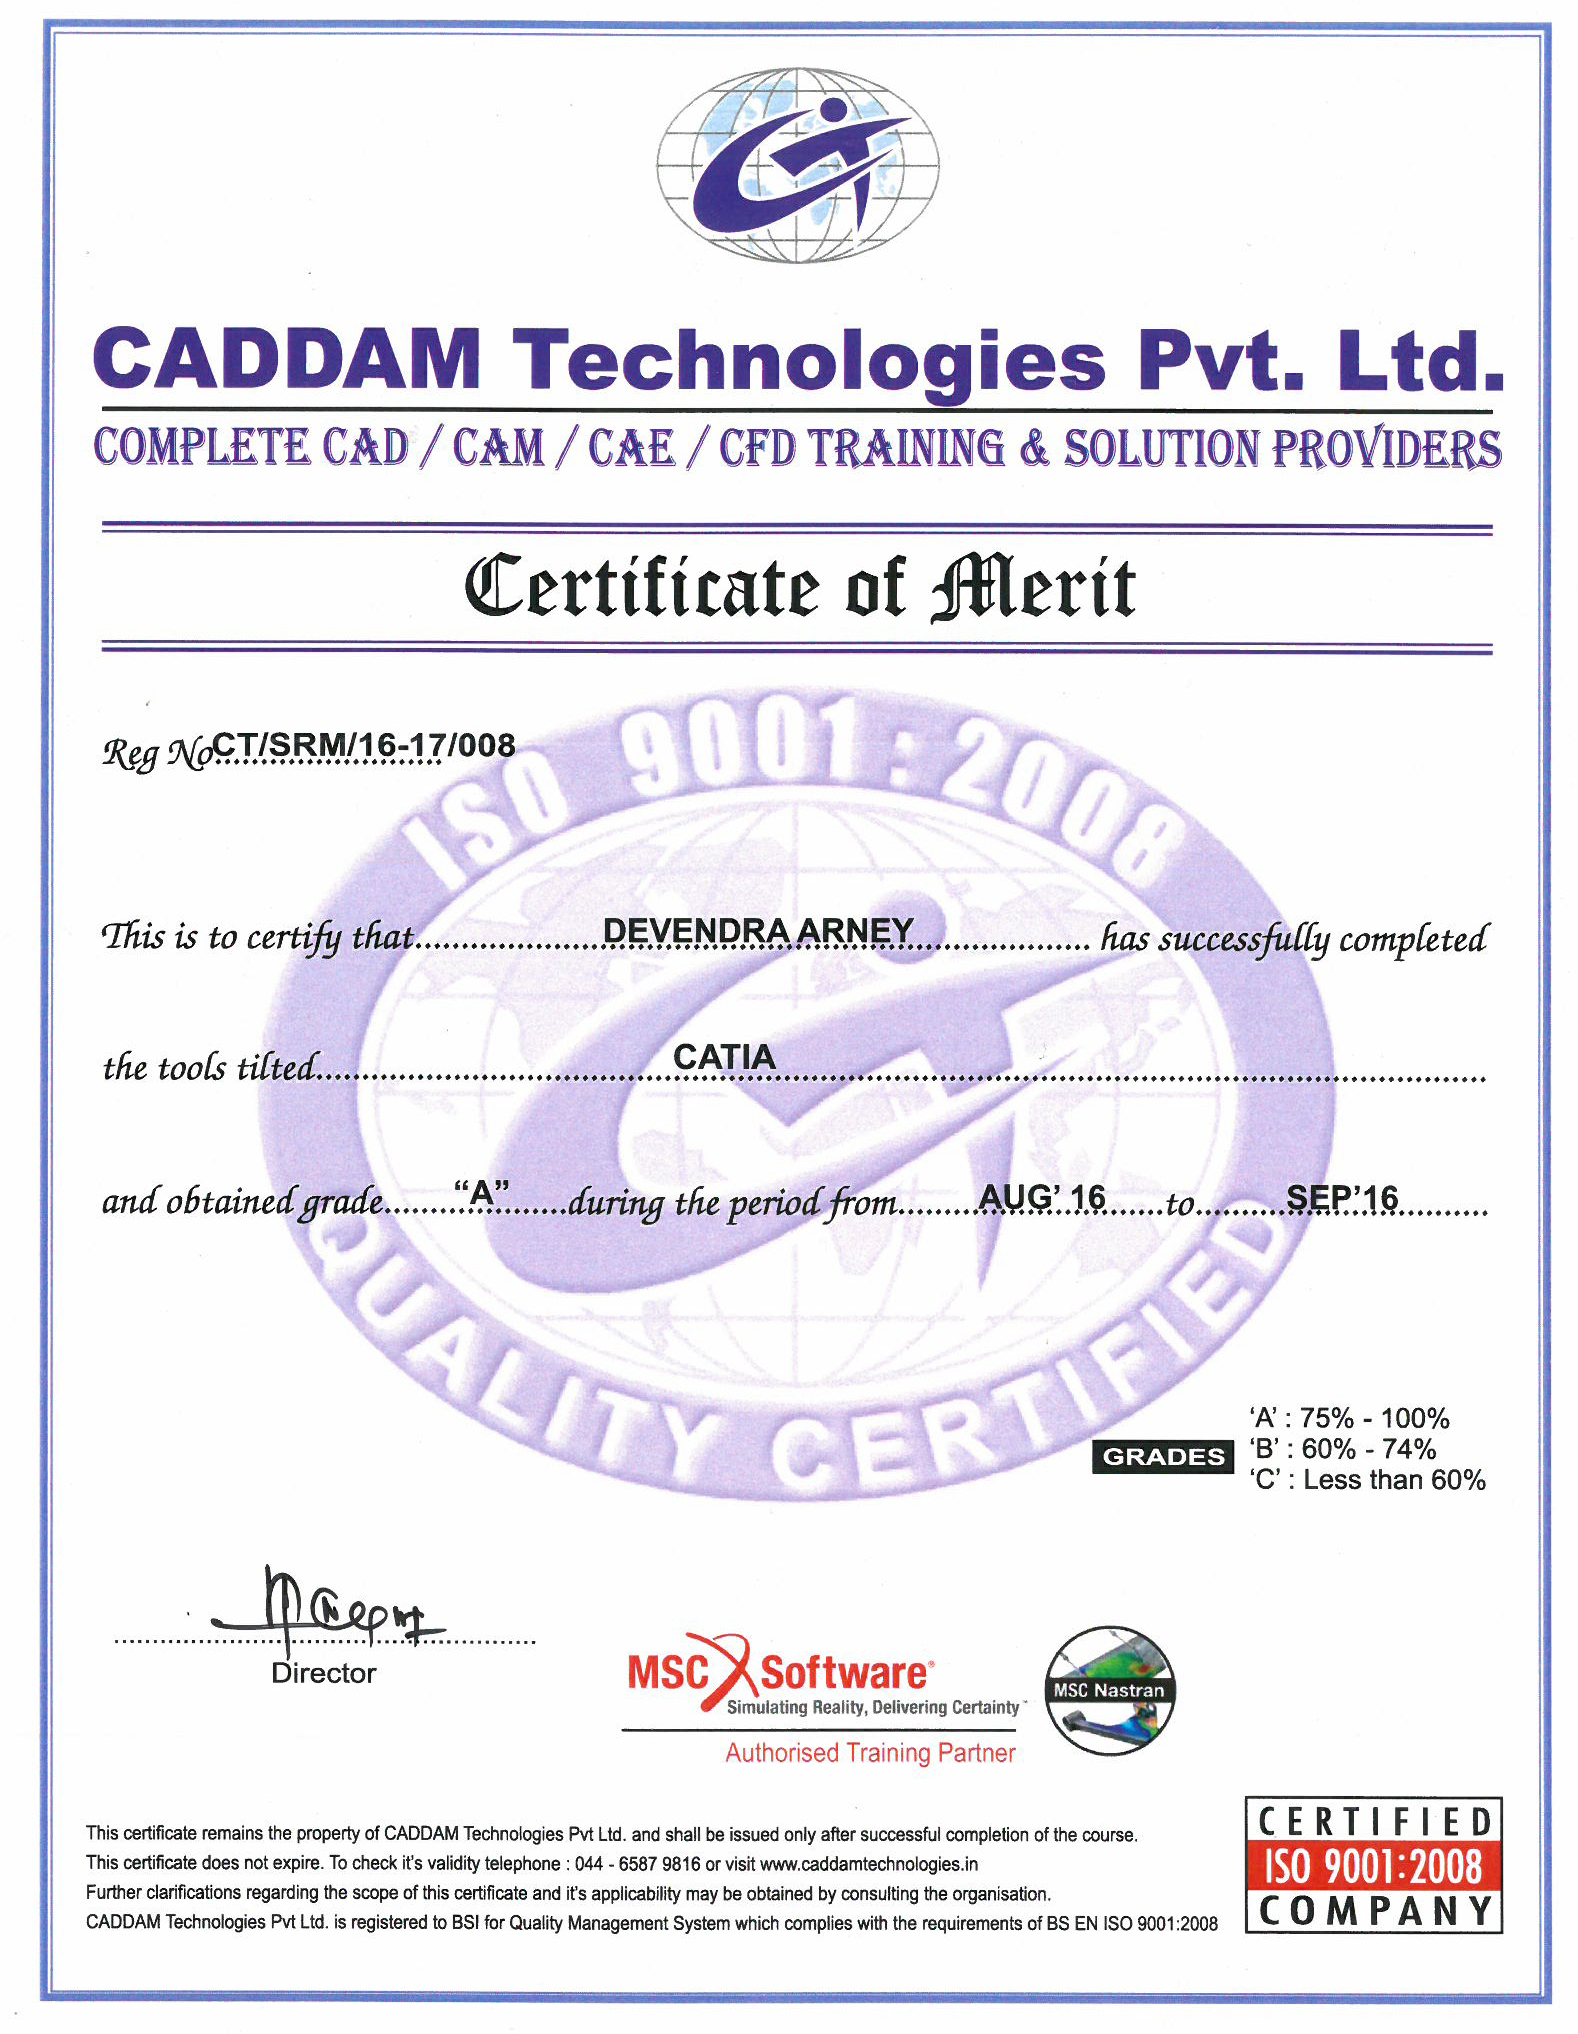 CADDAM Technologies Pvt. Ltd.
COMPLETE CAD / CAM / CAE / CFD TRAINING & SOLUTION PROVIDERS
Certificate of Merit
Reg No CT/SRM/16-17/008
ISO 9001:2008
This is to certify that DEVENDRA ARNEY has successfully completed
the tools tilted CATIA
and obtained grade "A" during the period from AUG' 16 to SEP'16
QUALITY CERTIFIED
GRADES
'A' : 75% - 100%
'B' : 60% - 74%
'C' : Less than 60%
Director
MSC Software®
Simulating Reality, Delivering Certainty™
Authorised Training Partner
MSC Nastran
This certificate remains the property of CADDAM Technologies Pvt Ltd. and shall be issued only after successful completion of the course.
This certificate does not expire. To check it's validity telephone : 044 - 6587 9816 or visit www.caddamtechnologies.in
Further clarifications regarding the scope of this certificate and it's applicability may be obtained by consulting the organisation.
CADDAM Technologies Pvt Ltd. is registered to BSI for Quality Management System which complies with the requirements of BS EN ISO 9001:2008
CERTIFIED
ISO 9001:2008
COMPANY